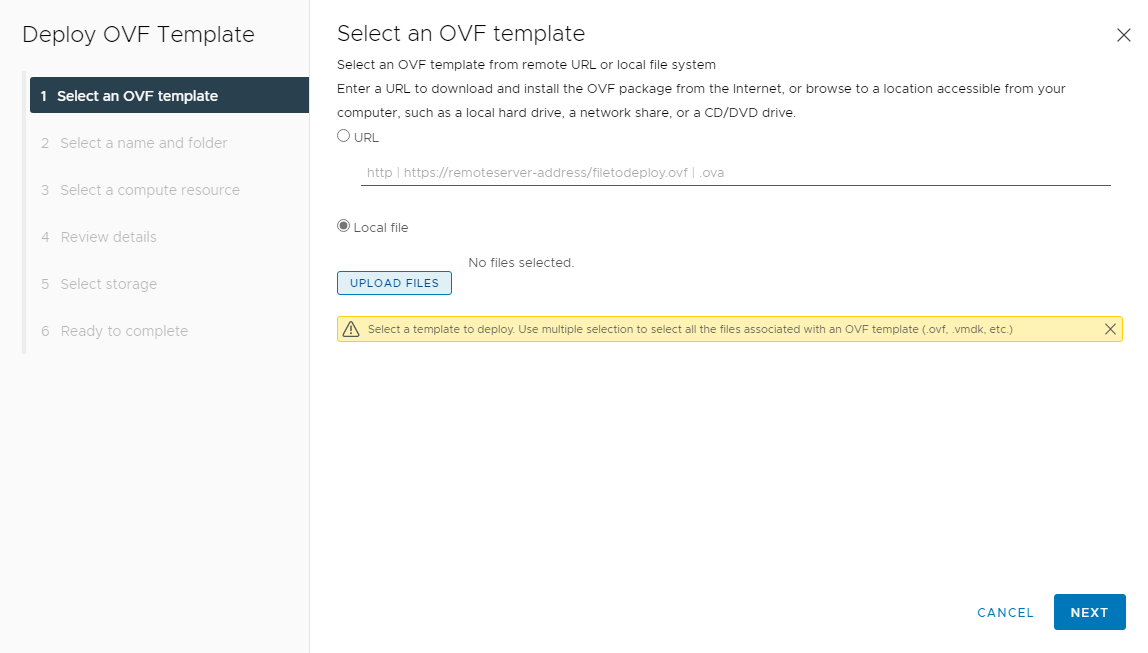 Deploy OVF Template
1 Select an OVF template
2 Select a name and folder
3 Select a compute resource
4 Review details
5 Select storage
6 Ready to complete
Select an OVF template
Select an OVF template from remote URL or local file system
Enter a URL to download and install the OVF package from the Internet, or browse to a location accessible from your
computer, such as a local hard drive, a network share, or a CD/DVD drive.
URL
http | https://remoteserver-address/filetodeploy.ovf | .ova
Local file
No files selected.
UPLOAD FILES
Select a template to deploy. Use multiple selection to select all the files associated with an OVF template (.ovf, .vmdk, etc.)
CANCEL
NEXT